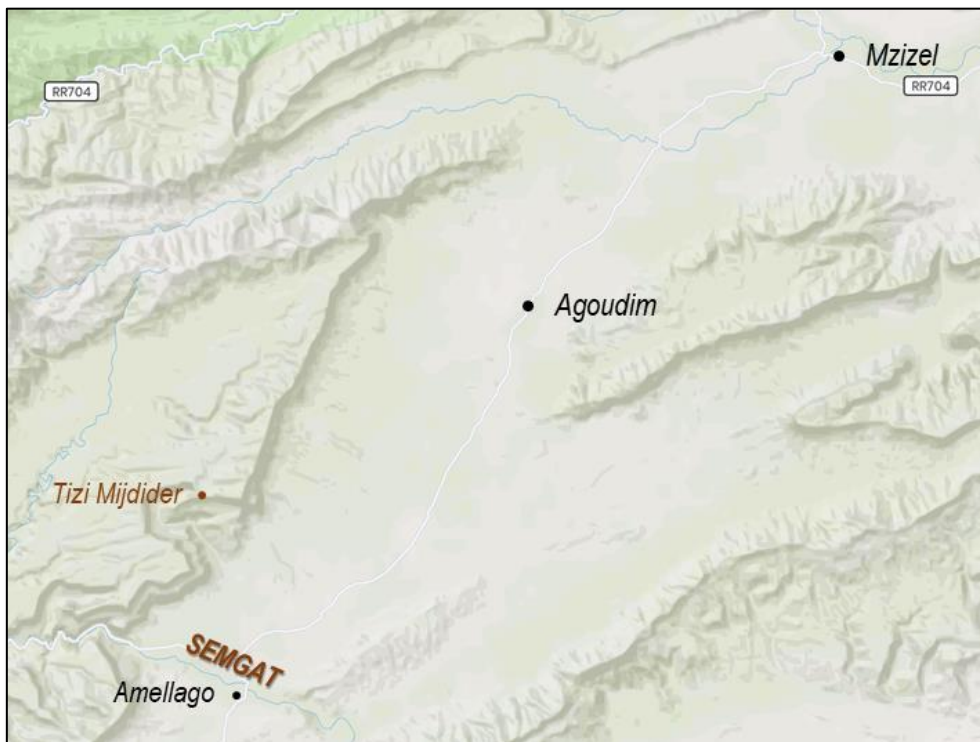 Mzizel
RR704
RR704
Agoudim
Tizi Mijdider
SEMGAT
Amellago